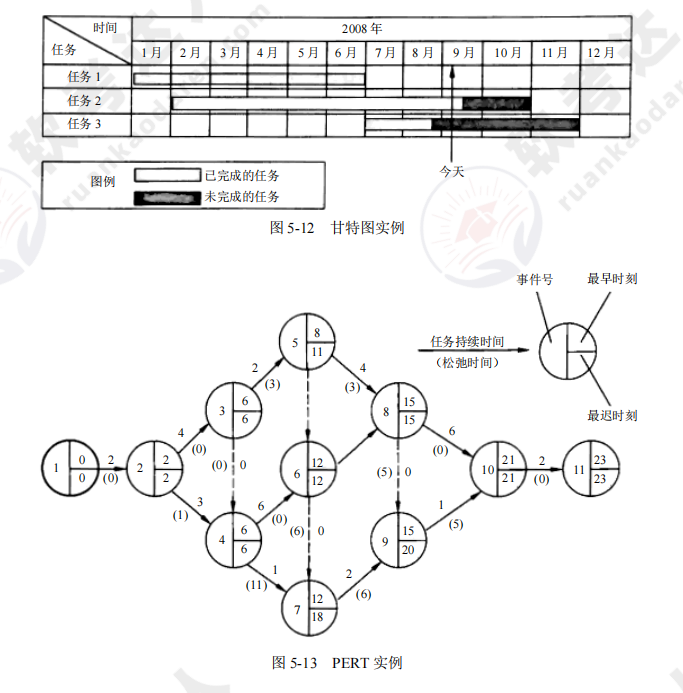 时间
任务
2008 年
1 月 2 月 3 月 4 月 5 月 6 月 7 月 8 月 9 月 10 月 11 月 12 月
任务 1
任务 2
任务 3
今天
图例
已完成的任务
未完成的任务
图 5-12 甘特图实例
事件号 最早时刻
任务持续时间
(松弛时间)
最迟时刻
5 8 11
2 (3)
4 (3)
3 6 6
8 15 15
4 (0)
(0) 0
6 (0)
1 0 0
2 (0)
2 2 2
6 12 12
(5) 0
10 21 21
2 (0)
11 23 23
3 (1)
6 (0)
(6) 0
4 6 6
9 15 20
1 (5)
1 (11)
2 (6)
7 12 18
图 5-13 PERT 实例
软考达人
ruankaodaren.com